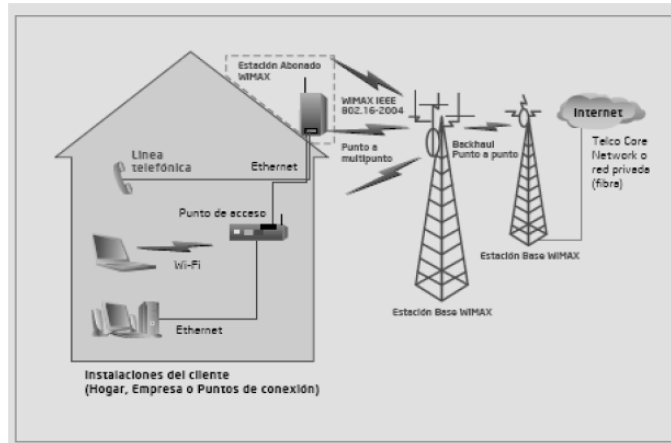 Estación Abonado
WIMAX
WIMAX IEEE
802.16-2004
Internet
Telco Core
Network o
red privada
(fibra)
Linea
telefónica
Ethernet
Punto a
multipunto
Backhaul
Punto a punto
Punto de acceso
Wi-Fi
Estación Base WIMAX
Estación Base WIMAX
Ethernet
Instalaciones del cliente
(Hogar, Empresa o Puntos de conexión)